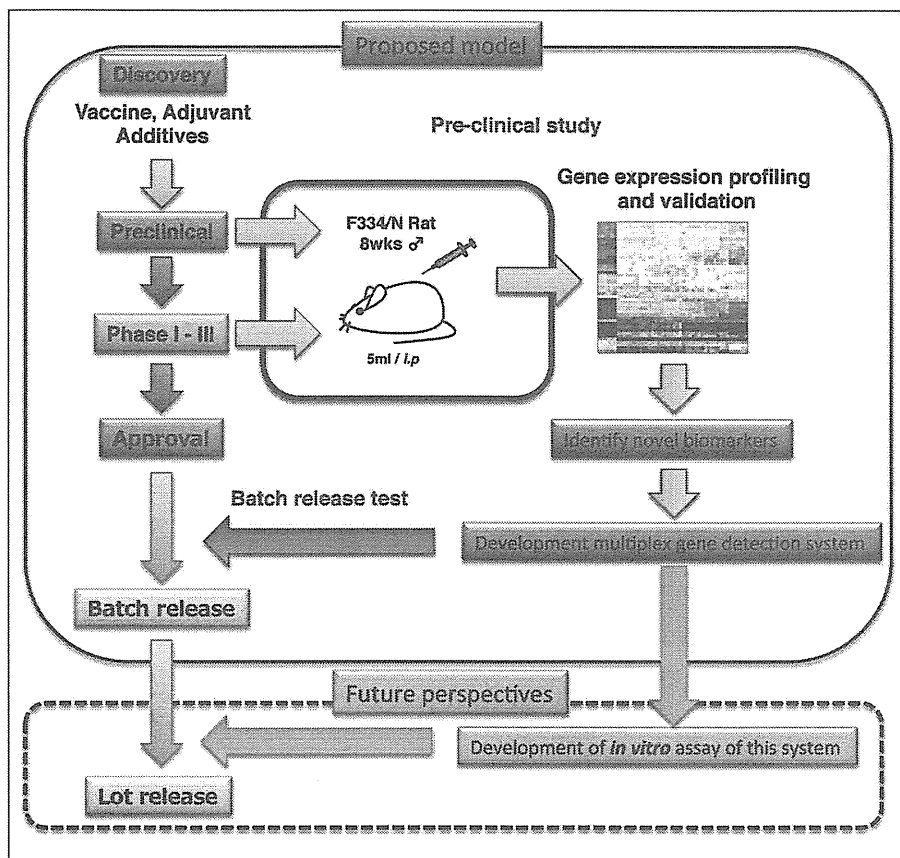 Proposed model
Discovery
Vaccine, Adjuvant
Additives
Pre-clinical study
Gene expression profiling
and validation
Preclinical
F334/N Rat
8wks ♂
5ml / i.p
Phase I - III
Approval
Identify novel biomarkers
Batch release test
Development multiplex gene detection system
Batch release
Future perspectives
Development of in vitro assay of this system
Lot release